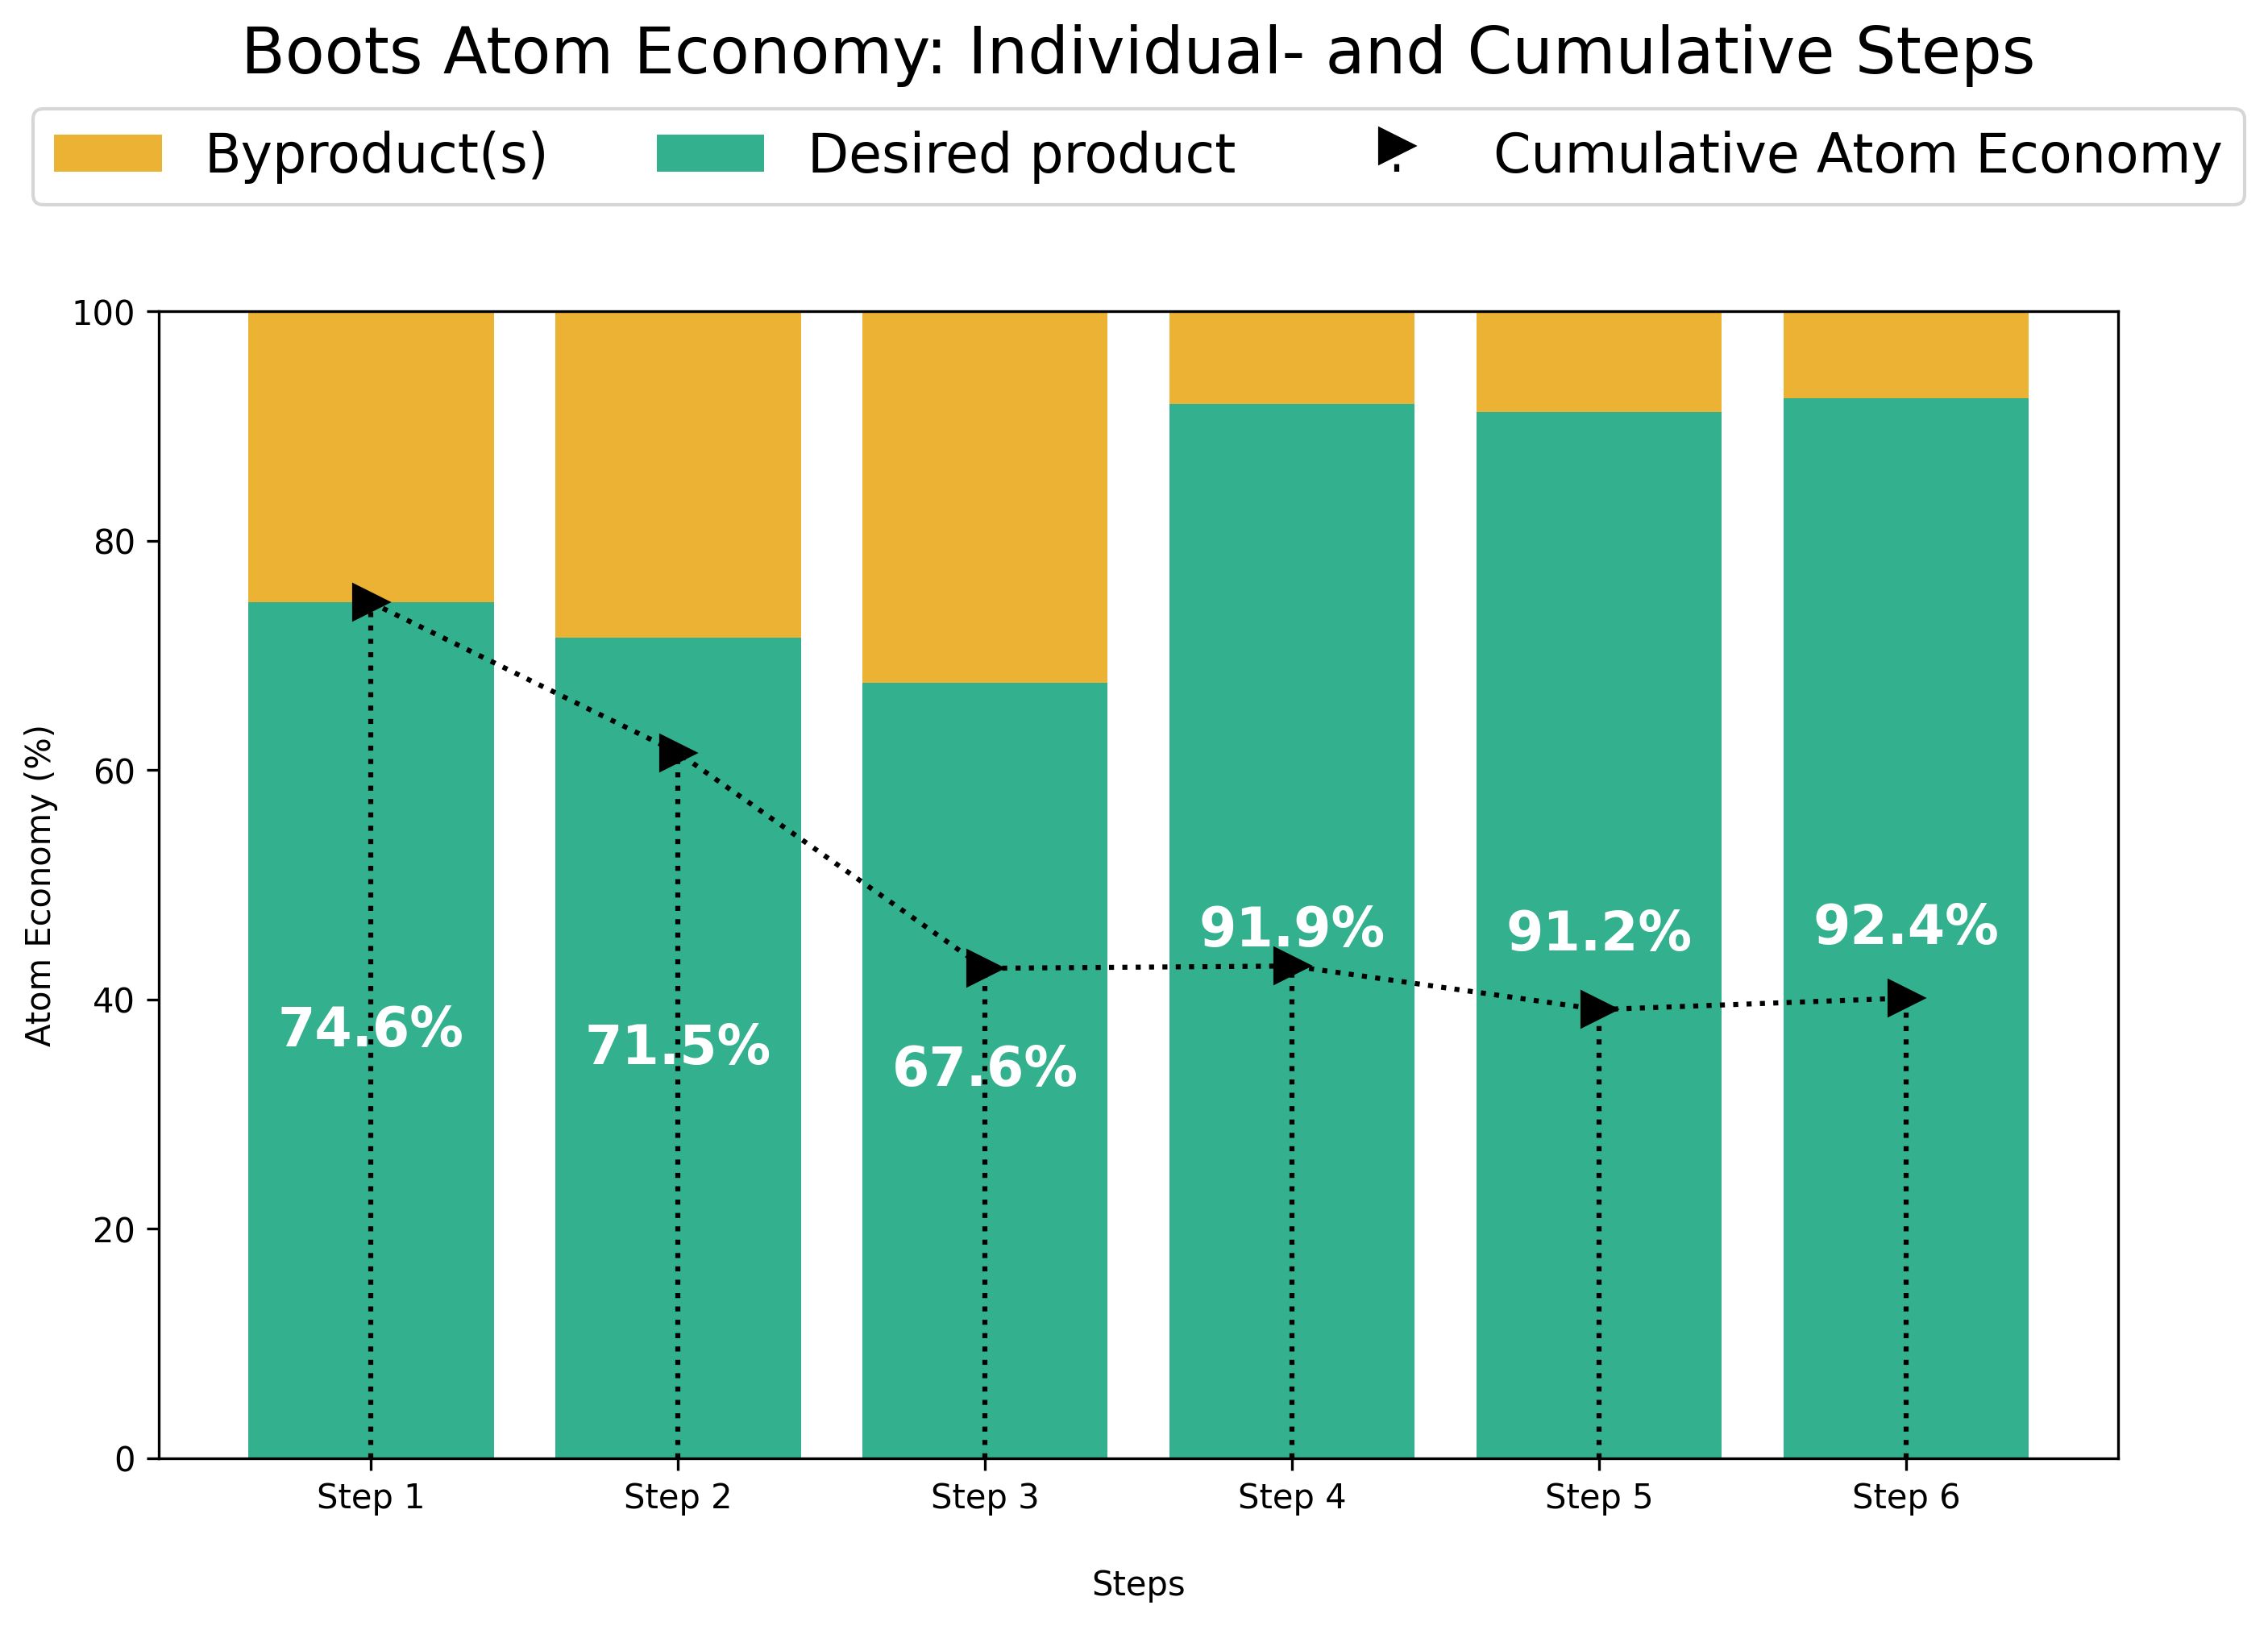 Boots Atom Economy: Individual- and Cumulative Steps
Byproduct(s) Desired product Cumulative Atom Economy
Atom Economy (%)
100
80
60
40
20
0
74.6%
71.5%
67.6%
91.9%
91.2%
92.4%
Step 1 Step 2 Step 3 Step 4 Step 5 Step 6
Steps